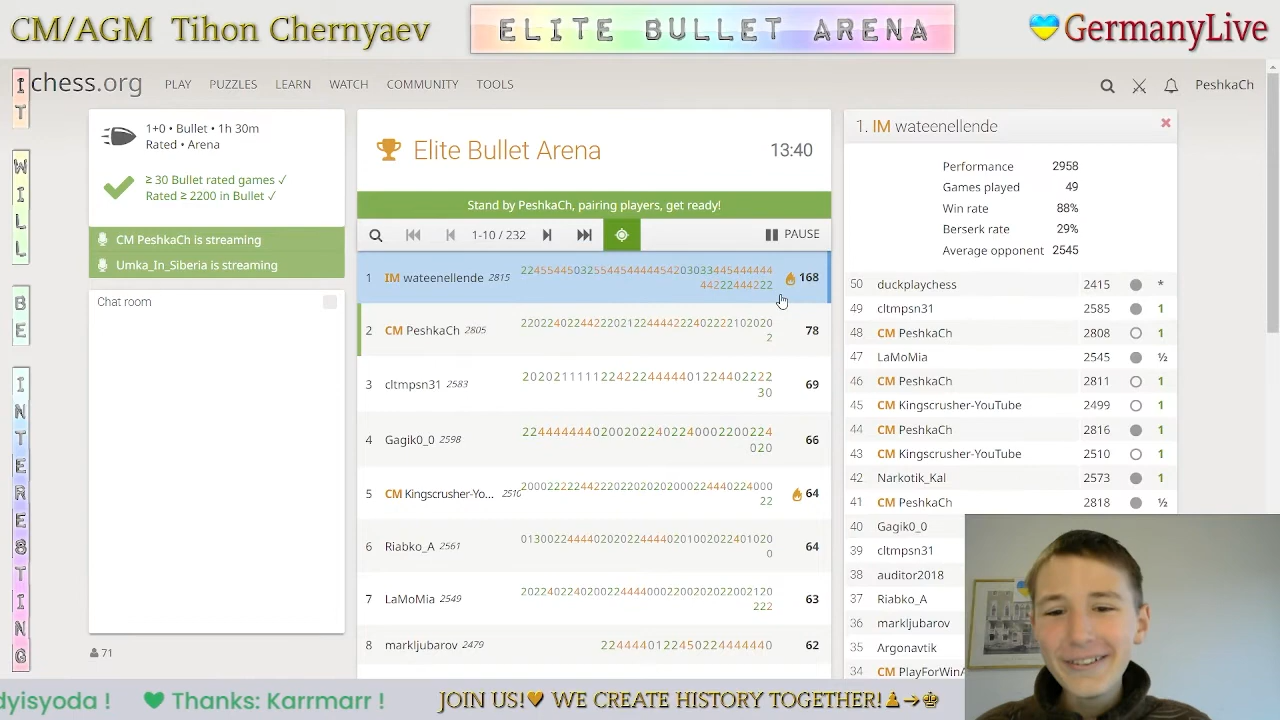 CM/AGM Tihon Chernyaev
ELITE BULLET ARENA
GermanyLive
IT WILL BE INTERESTING
chess.org
PLAY PUZZLES LEARN WATCH COMMUNITY TOOLS
PeshkaCh
1+0 • Bullet • 1h 30m
Rated • Arena
≥ 30 Bullet rated games ✓
Rated ≥ 2200 in Bullet ✓
CM PeshkaCh is streaming
Umka_In_Siberia is streaming
Chat room
71
Elite Bullet Arena 13:40
Stand by PeshkaCh, pairing players, get ready!
1-10 / 232 PAUSE
1 IM wateenellende 2815 168
2 CM PeshkaCh 2805 78
3 cltmpsn31 2583 69
4 Gagik0_0 2598 66
5 CM Kingscrusher-Yo... 64
6 Riabko_A 2561 64
7 LaMoMia 2549 63
8 markljubarov 2479 62
1. IM wateenellende
Performance 2958
Games played 49
Win rate 88%
Berserk rate 29%
Average opponent 2545
50 duckplaychess 2415 *
49 cltmpsn31 2585 1
48 CM PeshkaCh 2808 1
47 LaMoMia 2545 ½
46 CM PeshkaCh 2811 1
45 CM Kingscrusher-YouTube 2499 1
44 CM PeshkaCh 2816 1
43 CM Kingscrusher-YouTube 2510 1
42 Narkotik_Kal 2573 1
41 CM PeshkaCh 2818 ½
40 Gagik0_0
39 cltmpsn31
38 auditor2018
37 Riabko_A
36 markljubarov
35 Argonavtik
34 CM PlayForWin
dyisyoda ! Thanks: Karrmarr !
JOIN US! WE CREATE HISTORY TOGETHER!